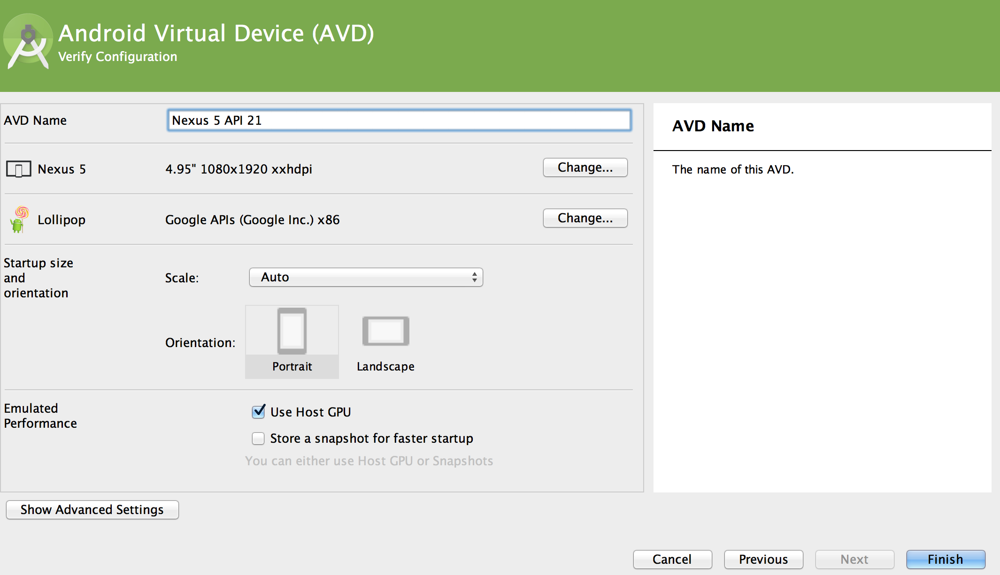 Android Virtual Device (AVD)
Verify Configuration
AVD Name
Nexus 5 API 21
Nexus 5
4.95" 1080x1920 xxhdpi
Change...
Lollipop
Google APIs (Google Inc.) x86
Change...
Startup size
and
orientation
Scale:
Auto
Orientation:
Portrait
Landscape
Emulated
Performance
Use Host GPU
Store a snapshot for faster startup
You can either use Host GPU or Snapshots
AVD Name
The name of this AVD.
Show Advanced Settings
Cancel
Previous
Next
Finish